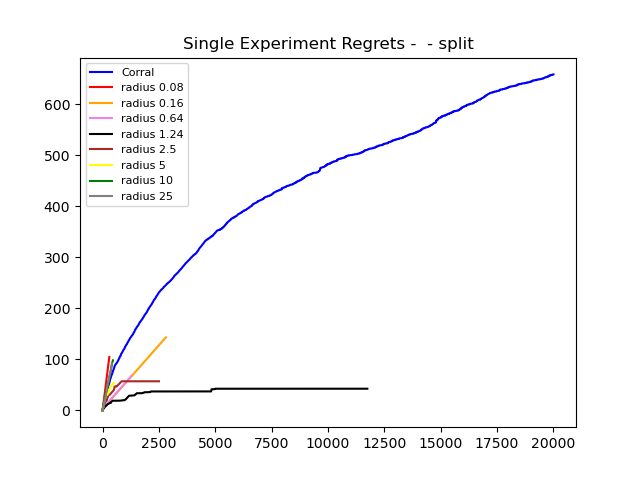 Single Experiment Regrets -  - split
Corral
radius 0.08
radius 0.16
radius 0.64
radius 1.24
radius 2.5
radius 5
radius 10
radius 25
600
500
400
300
200
100
0
0 2500 5000 7500 10000 12500 15000 17500 20000